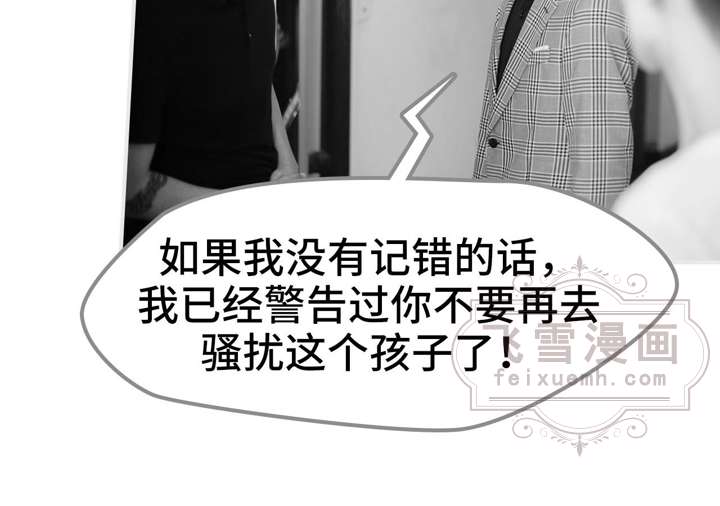 如果我没有记错的话，
我已经警告过你不要再去
骚扰这个孩子了！
飞雪漫画
feixuemh.com